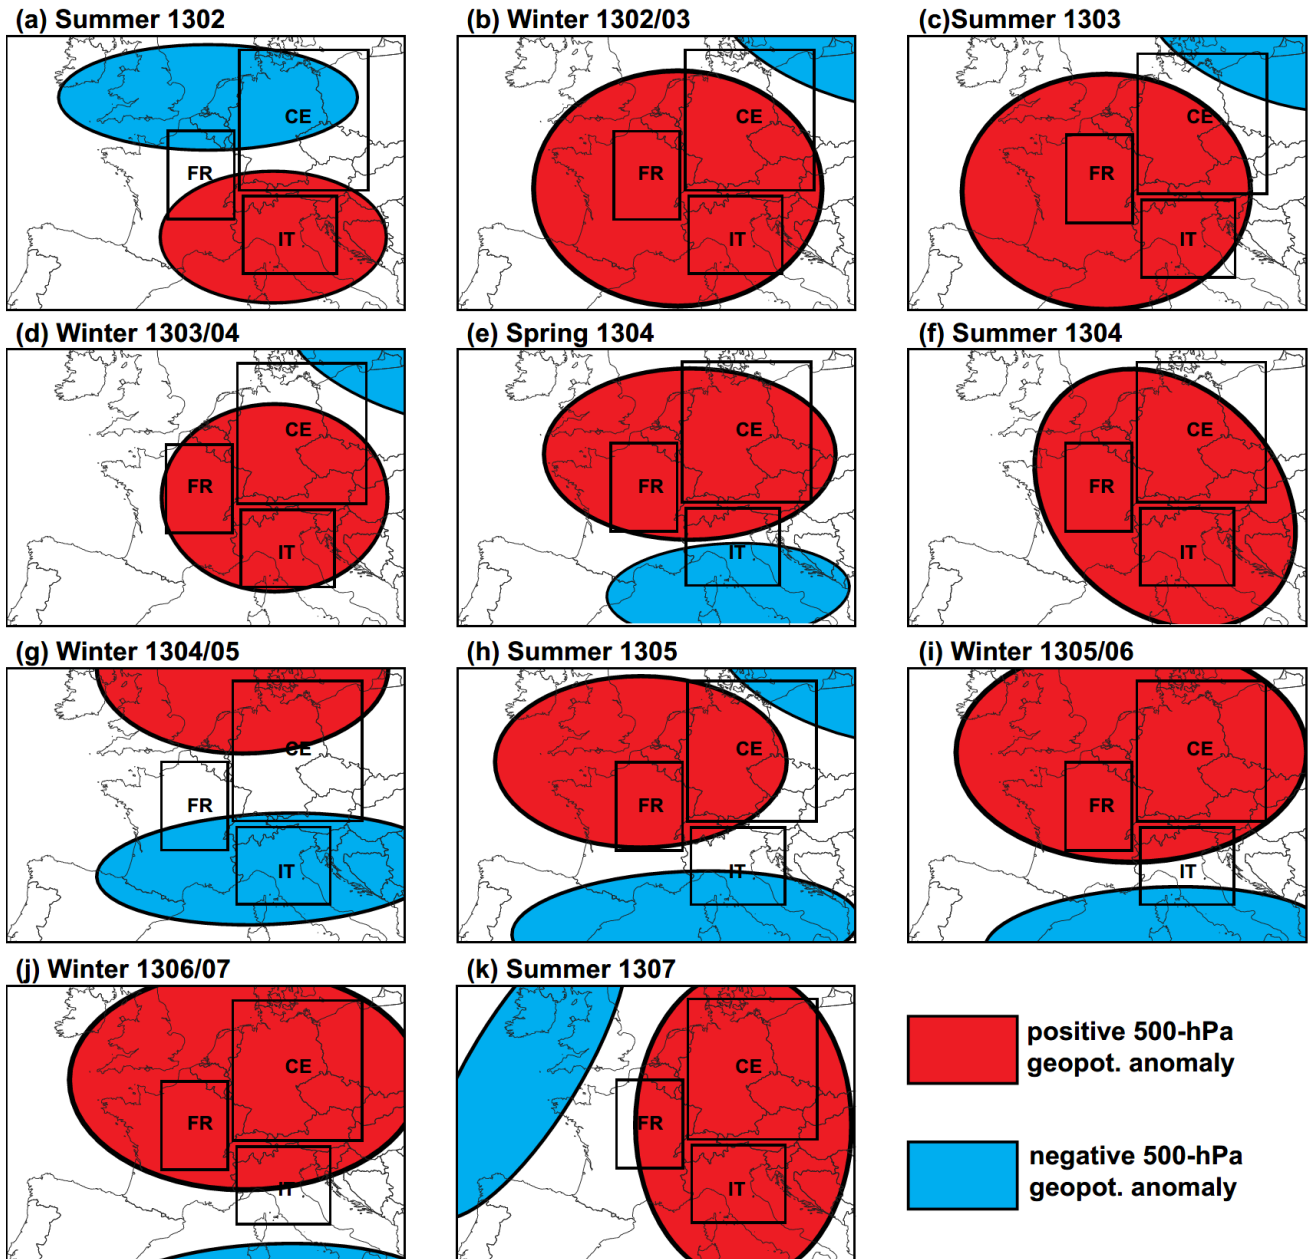 (a) Summer 1302
(b) Winter 1302/03
(c)Summer 1303
CE
FR
IT
CE
FR
IT
CE
FR
IT
(d) Winter 1303/04
(e) Spring 1304
(f) Summer 1304
CE
FR
IT
CE
FR
IT
CE
FR
IT
(g) Winter 1304/05
(h) Summer 1305
(i) Winter 1305/06
CE
FR
IT
CE
FR
IT
CE
FR
IT
(j) Winter 1306/07
(k) Summer 1307
CE
FR
IT
CE
FR
IT
positive 500-hPa
geopot. anomaly
negative 500-hPa
geopot. anomaly